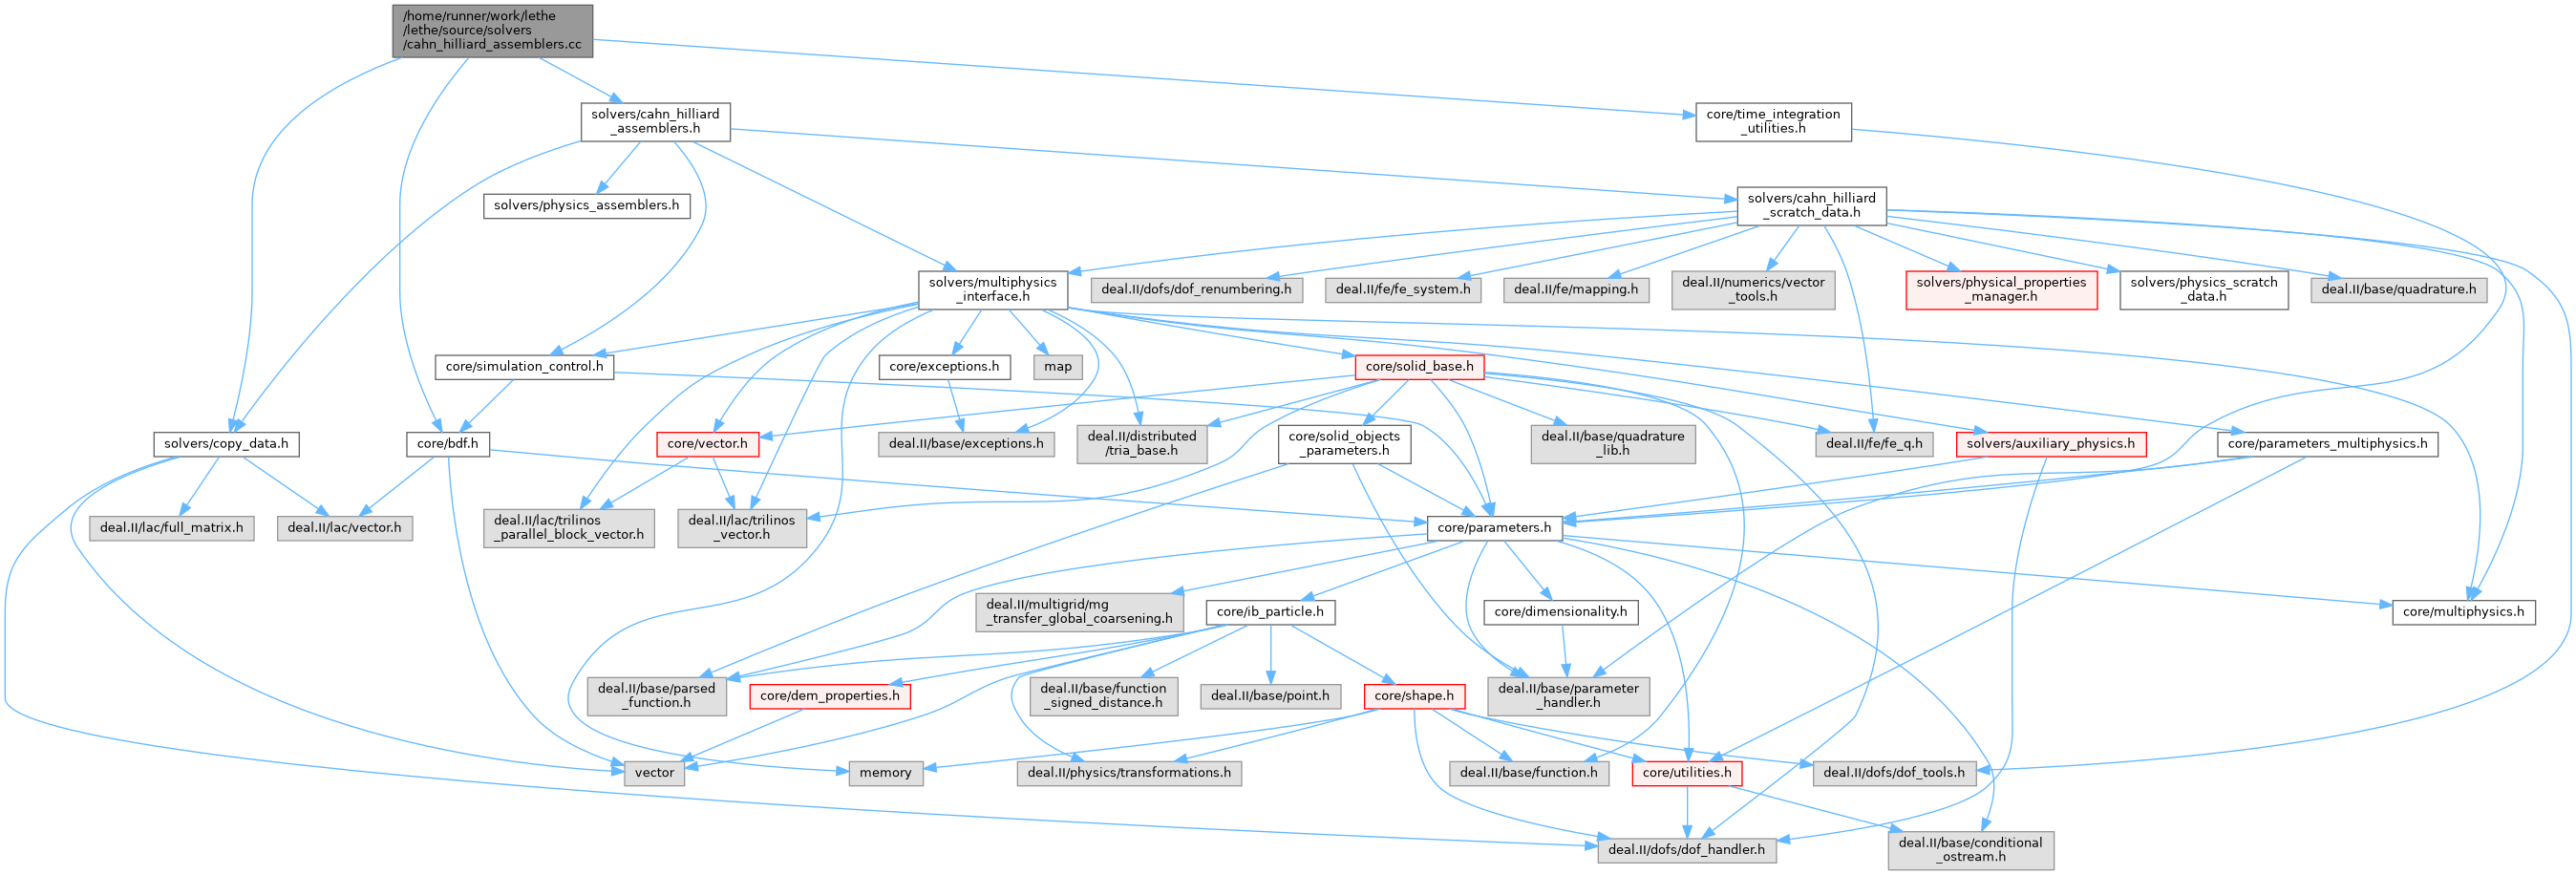 /home/runner/work/lethe
/lethe/source/solvers
/cahn_hilliard_assemblers.cc
solvers/cahn_hilliard
_assemblers.h
core/time_integration
_utilities.h
solvers/physics_assemblers.h
solvers/cahn_hilliard
_scratch_data.h
solvers/multiphysics
_interface.h
deal.II/dofs/dof_renumbering.h
deal.II/fe/fe_system.h
deal.II/fe/mapping.h
deal.II/numerics/vector
_tools.h
solvers/physical_properties
_manager.h
solvers/physics_scratch
_data.h
deal.II/base/quadrature.h
core/simulation_control.h
core/exceptions.h
map
core/solid_base.h
solvers/copy_data.h
core/bdf.h
core/vector.h
deal.II/base/exceptions.h
deal.II/distributed
/tria_base.h
core/solid_objects
_parameters.h
deal.II/base/quadrature
_lib.h
deal.II/fe/fe_q.h
solvers/auxiliary_physics.h
core/parameters_multiphysics.h
deal.II/lac/full_matrix.h
deal.II/lac/vector.h
deal.II/lac/trilinos
_parallel_block_vector.h
deal.II/lac/trilinos
_vector.h
core/parameters.h
deal.II/multigrid/mg
_transfer_global_coarsening.h
core/ib_particle.h
core/dimensionality.h
core/multiphysics.h
deal.II/base/parsed
_function.h
core/dem_properties.h
deal.II/base/function
_signed_distance.h
deal.II/base/point.h
core/shape.h
deal.II/base/parameter
_handler.h
vector
memory
deal.II/physics/transformations.h
deal.II/base/function.h
core/utilities.h
deal.II/dofs/dof_tools.h
deal.II/dofs/dof_handler.h
deal.II/base/conditional
_ostream.h